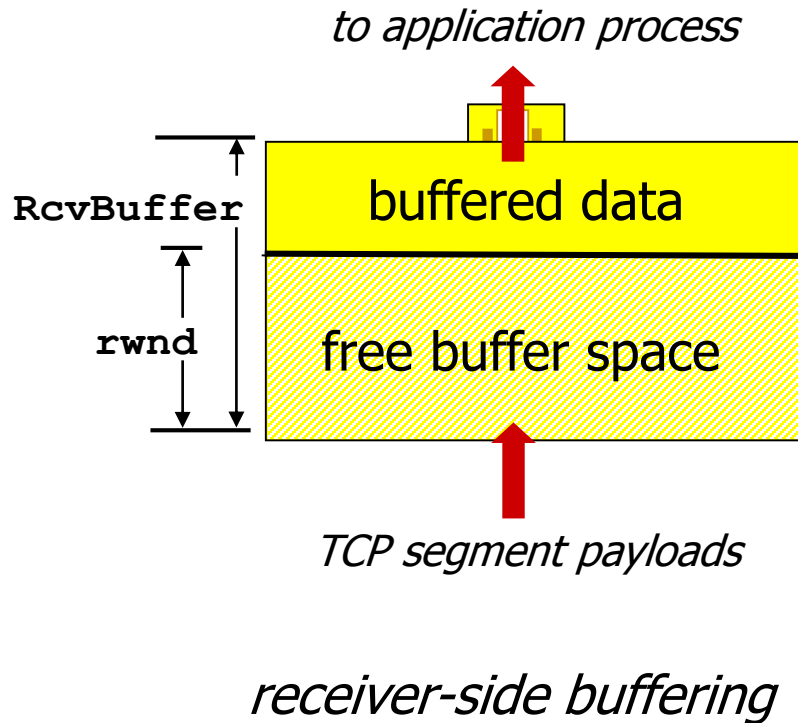 to application process
RcvBuffer
buffered data
rwnd
free buffer space
TCP segment payloads
receiver-side buffering